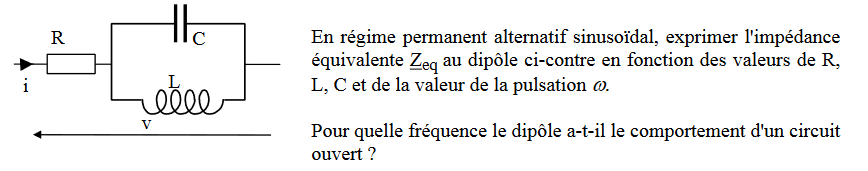 R
C
L
i
v
En régime permanent alternatif sinusoïdal, exprimer l'impédance
équivalente Zeq au dipôle ci-contre en fonction des valeurs de R,
L, C et de la valeur de la pulsation ω.
Pour quelle fréquence le dipôle a-t-il le comportement d'un circuit
ouvert ?